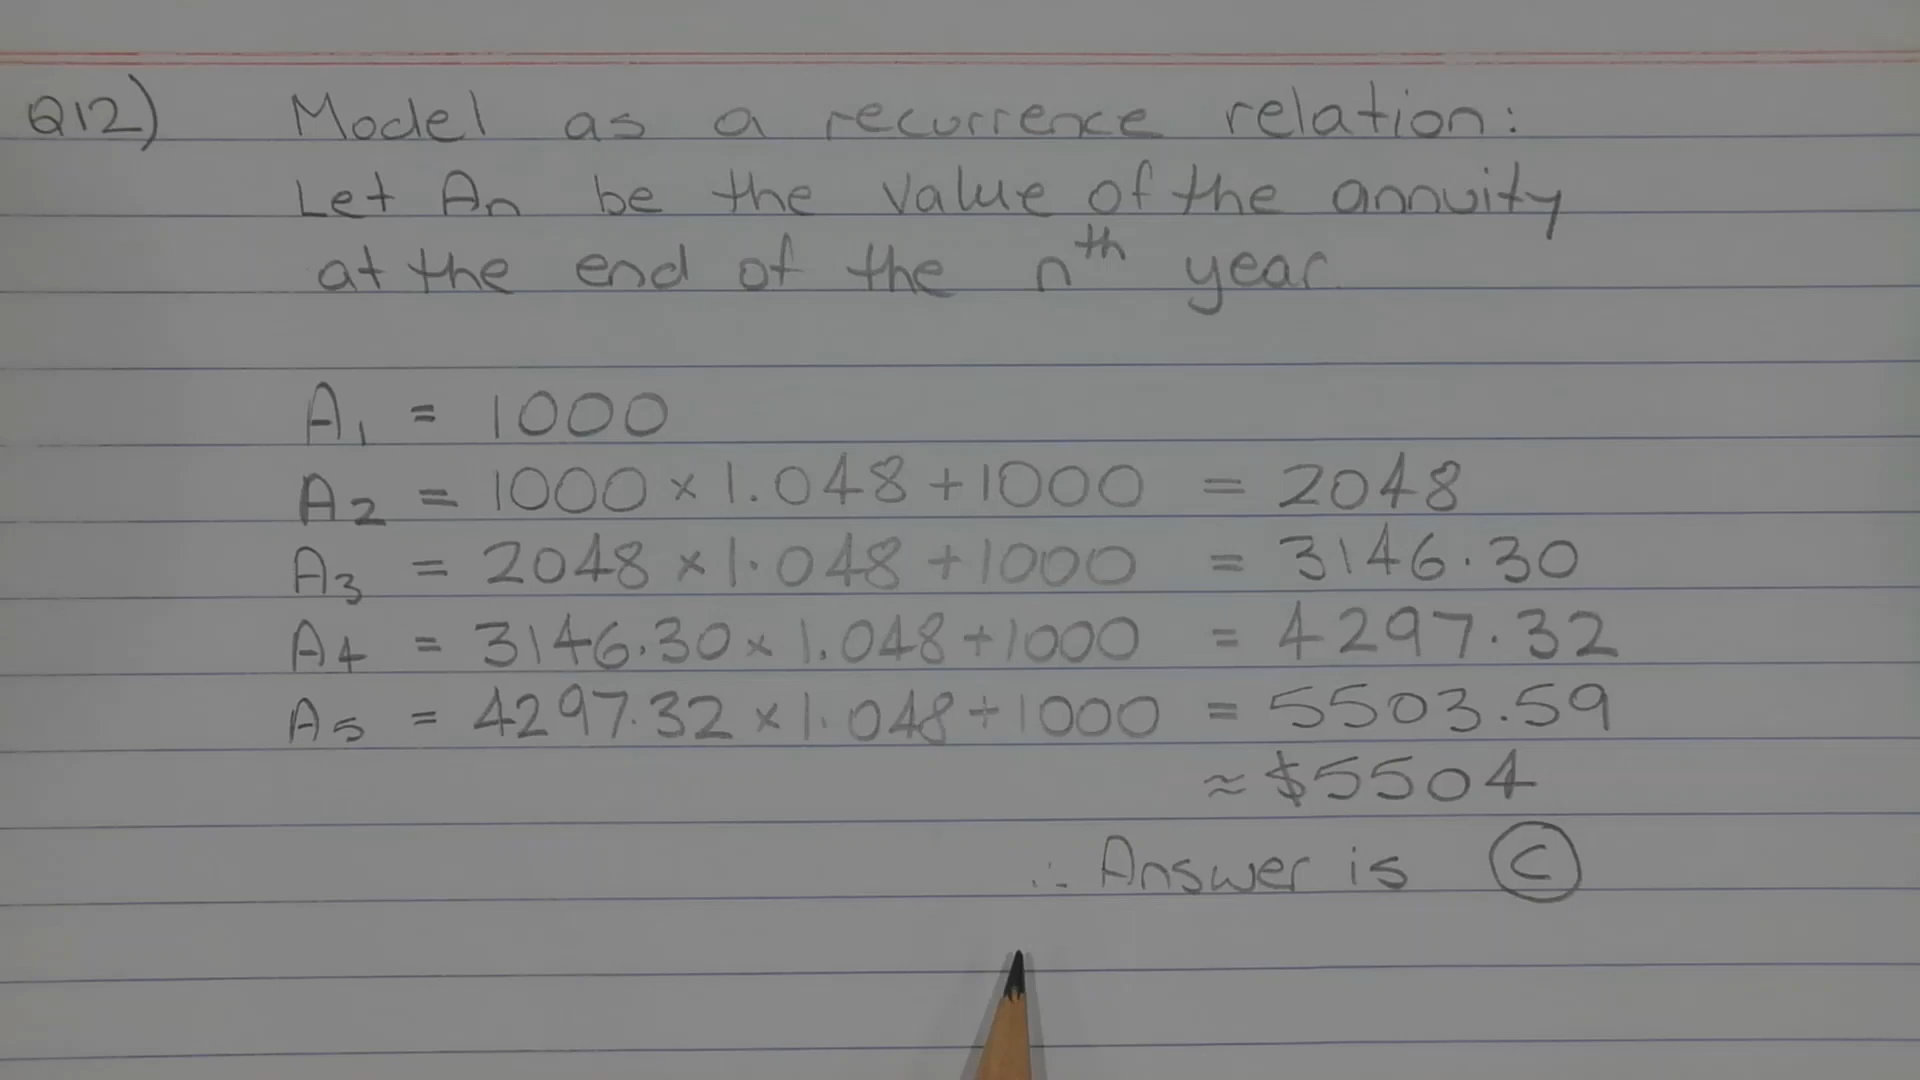 Q12) Model as a recurrence relation:
Let An be the value of the annuity
at the end of the nth year
A1 = 1000
A2 = 1000 × 1.048 + 1000 = 2048
A3 = 2048 × 1.048 + 1000 = 3146.30
A4 = 3146.30 × 1.048 + 1000 = 4297.32
A5 = 4297.32 × 1.048 + 1000 = 5503.59
≈ $5504
∴ Answer is C